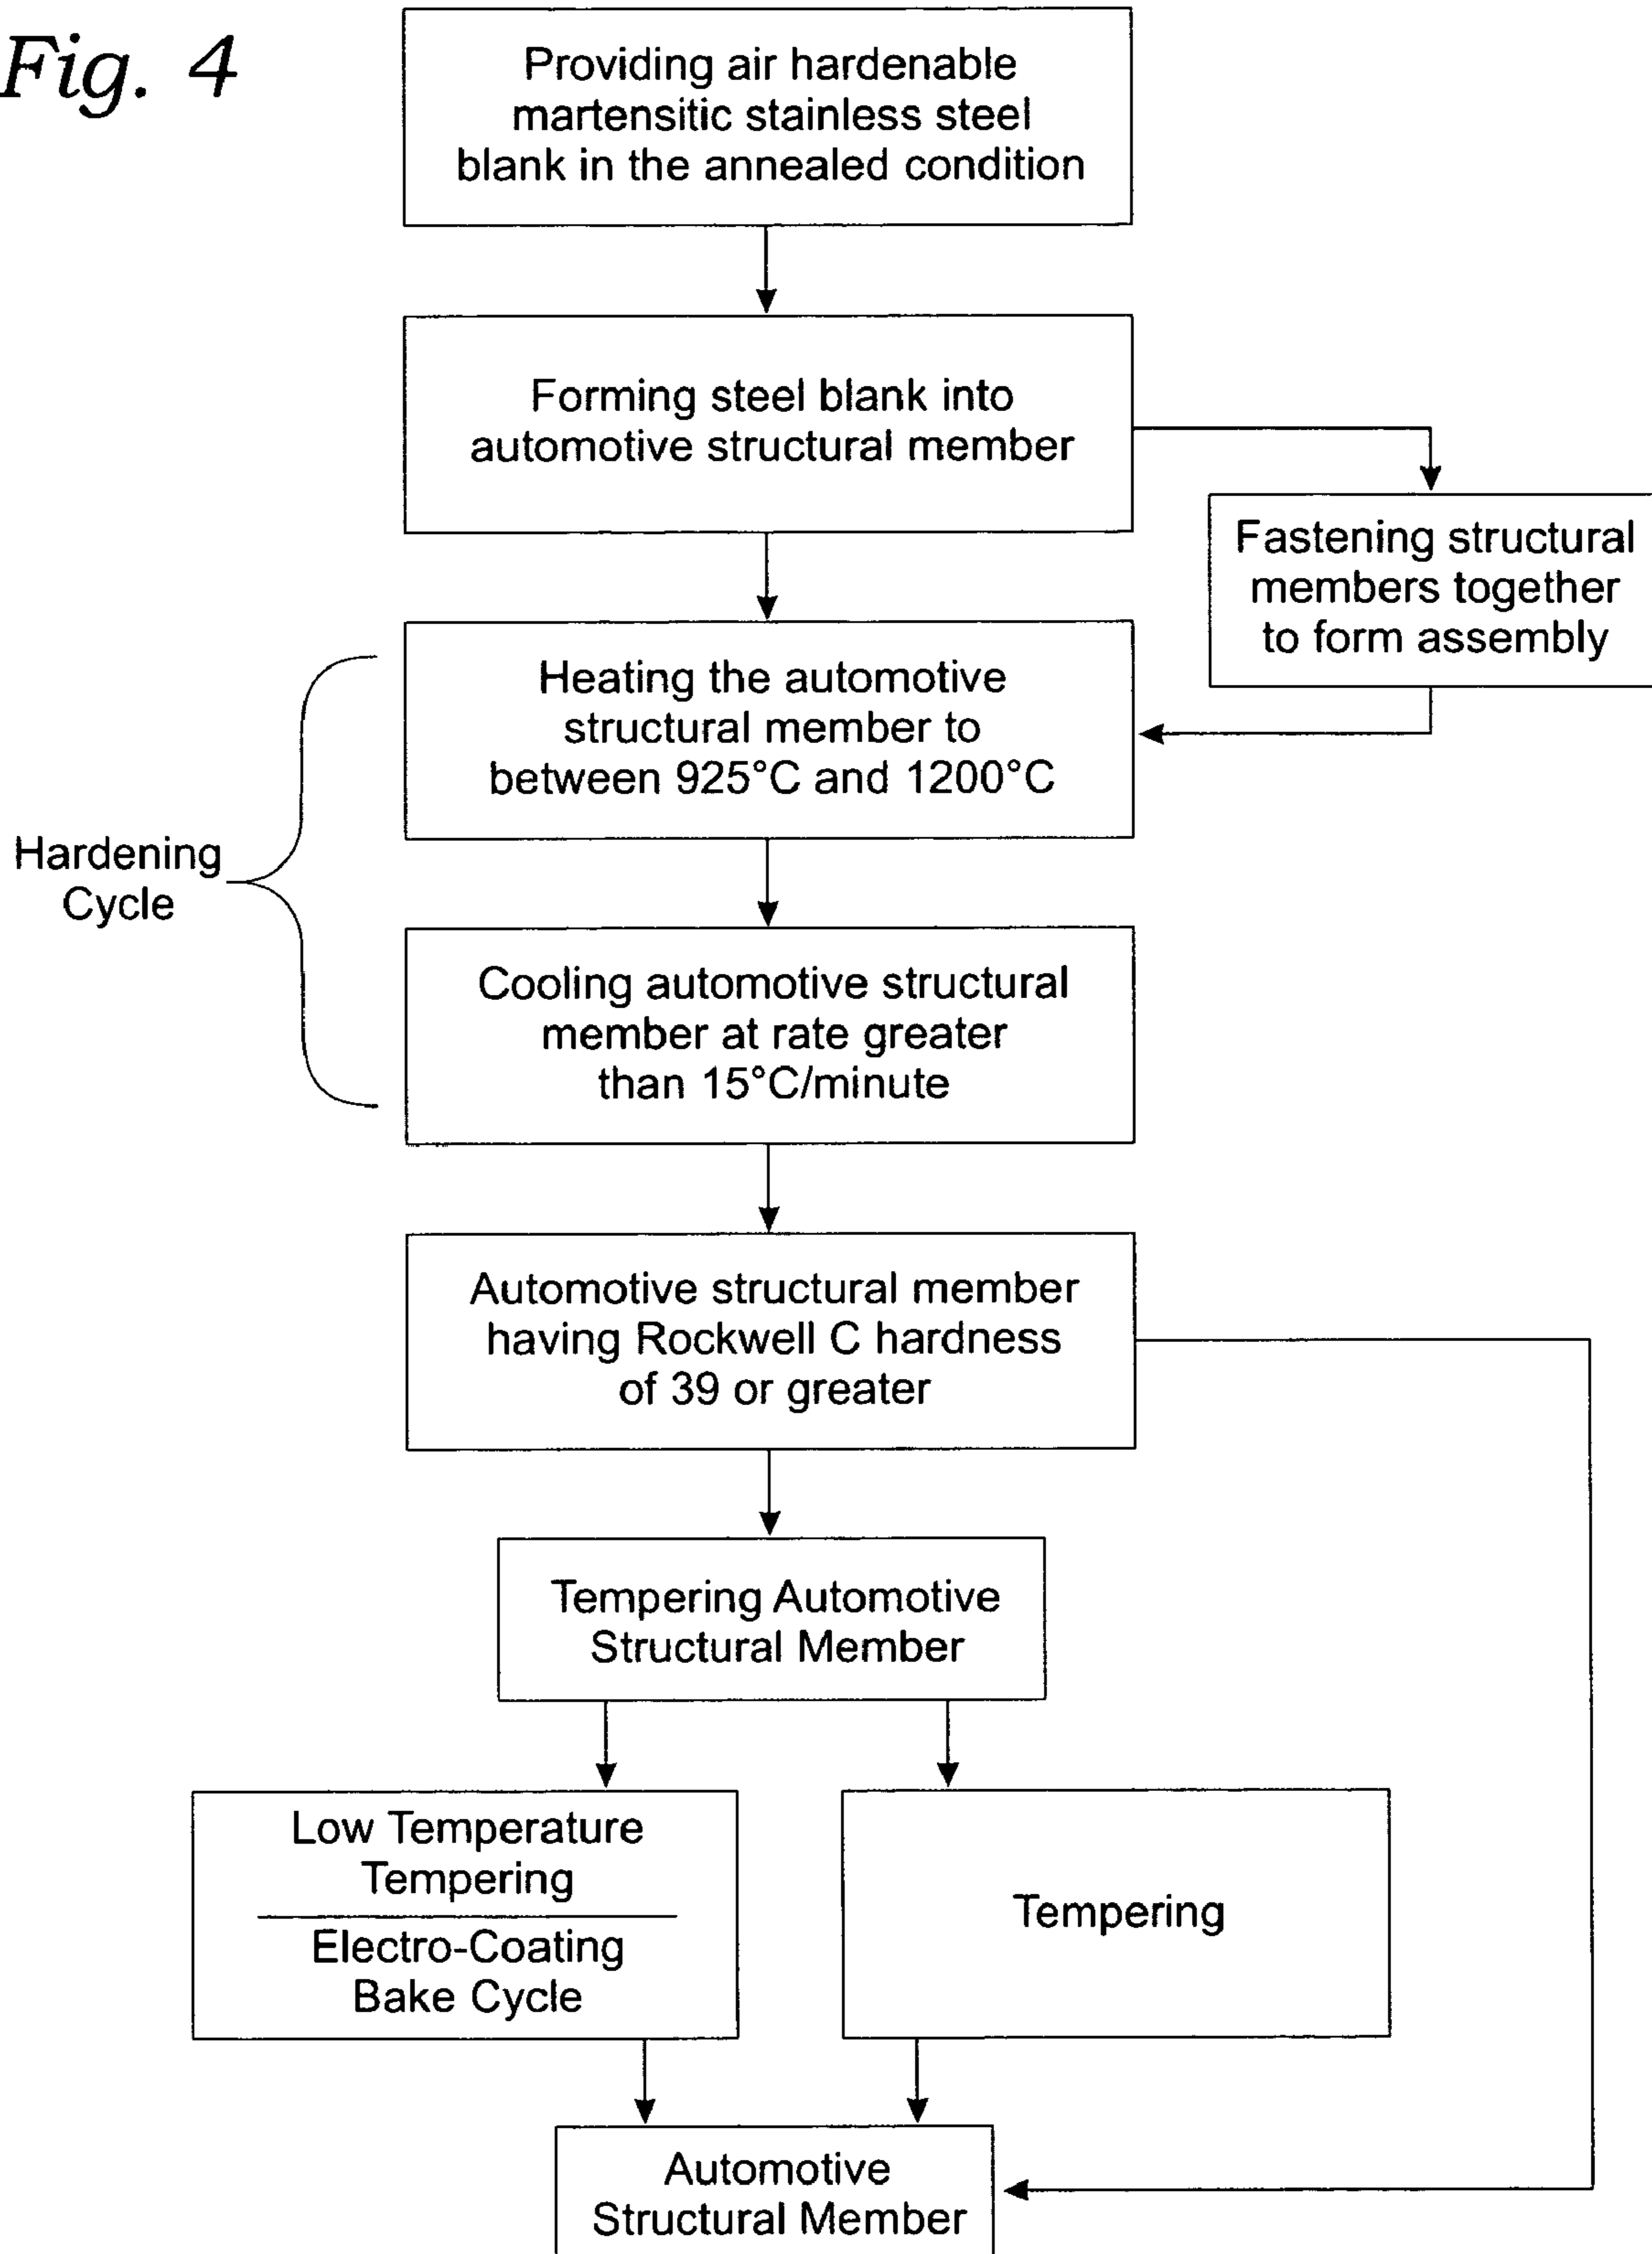 Fig. 4
Providing air hardenable
martensitic stainless steel
blank in the annealed condition
Forming steel blank into
automotive structural member
Fastening structural
members together
to form assembly
Heating the automotive
structural member to
between 925°C and 1200°C
Hardening
Cycle
Cooling automotive structural
member at rate greater
than 15°C/minute
Automotive structural member
having Rockwell C hardness
of 39 or greater
Tempering Automotive
Structural Member
Low Temperature
Tempering
Electro-Coating
Bake Cycle
Tempering
Automotive
Structural Member